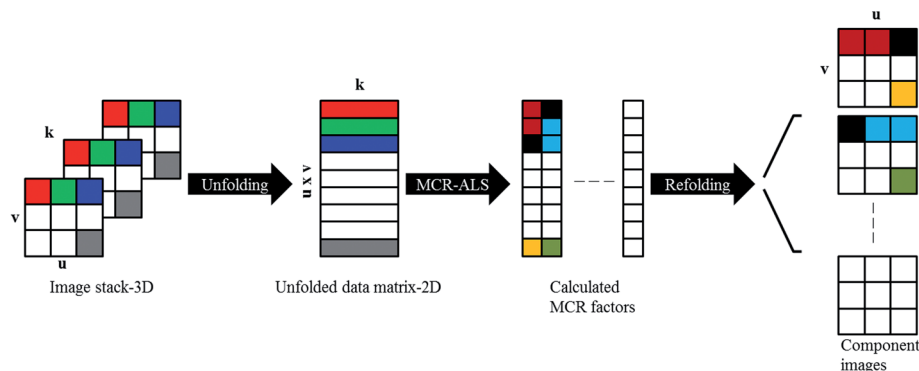 k
v
u
Image stack-3D
Unfolding
k
u x v
Unfolded data matrix-2D
MCR-ALS
Calculated
MCR factors
Refolding
u
v
Component
images